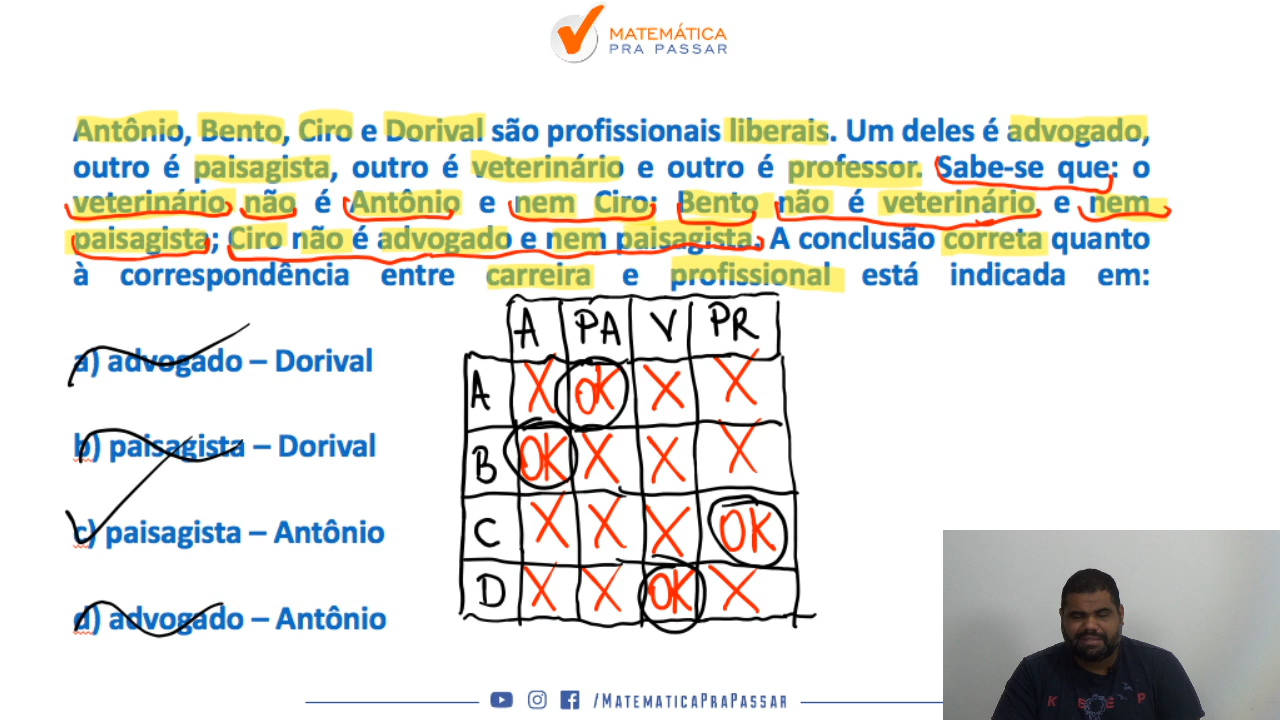 MATEMÁTICA
PRA PASSAR
Antônio, Bento, Ciro e Dorival são profissionais liberais. Um deles é advogado,
outro é paisagista, outro é veterinário e outro é professor. Sabe-se que: o
veterinário não é Antônio e nem Ciro; Bento não é veterinário e nem
paisagista; Ciro não é advogado e nem paisagista. A conclusão correta quanto
à correspondência entre carreira e profissional está indicada em:
a) advogado – Dorival
b) paisagista – Dorival
c) paisagista – Antônio
d) advogado – Antônio
A PA V PR
A X OK X X
B OK X X X
C X X X OK
D X X OK X
K E E P
/MatematicaPraPassar